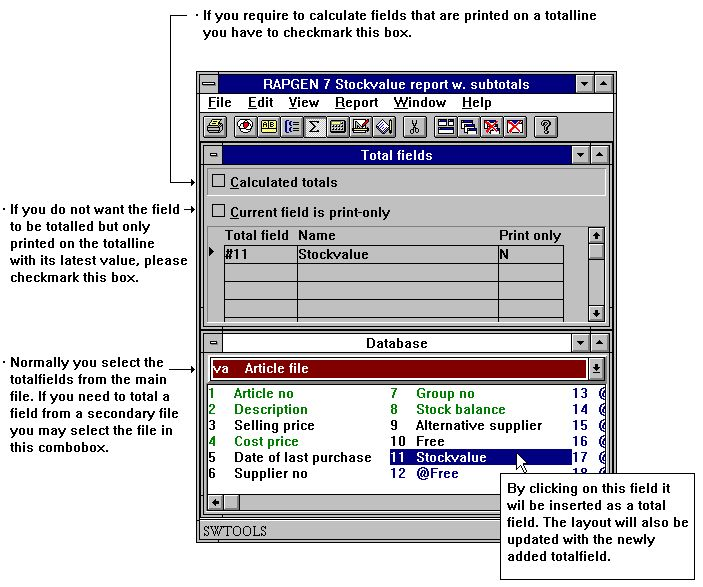 · If you require to calculate fields that are printed on a totalline
you have to checkmark this box.
RAPGEN 7 Stockvalue report w. subtotals
File Edit View Report Window Help
Total fields
Calculated totals
· If you do not want the field
to be totalled but only
printed on the totalline
with its latest value, please
checkmark this box.
Current field is print-only
Total field Name Print only
#11 Stockvalue N
Database
· Normally you select the
totalfields from the main
file. If you need to total a
field from a secondary file
you may select the file in
this combobox.
va Article file
1 Article no 7 Group no 13 @
2 Description 8 Stock balance 14 @
3 Selling price 9 Alternative supplier 15 @
4 Cost price 10 Free 16 @
5 Date of last purchase 11 Stockvalue 17 @
6 Supplier no 12 @Free 18 @
By clicking on this field it
wil be inserted as a total
field. The layout will also be
updated with the newly
added totalfield.
SWTOOLS